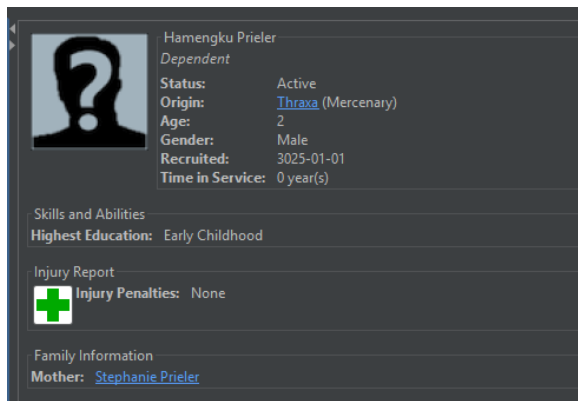 Hamengku Prieler
Dependent
Status: Active
Origin: Thraxa (Mercenary)
Age: 2
Gender: Male
Recruited: 3025-01-01
Time in Service: 0 year(s)
Skills and Abilities
Highest Education: Early Childhood
Injury Report
Injury Penalties: None
Family Information
Mother: Stephanie Prieler